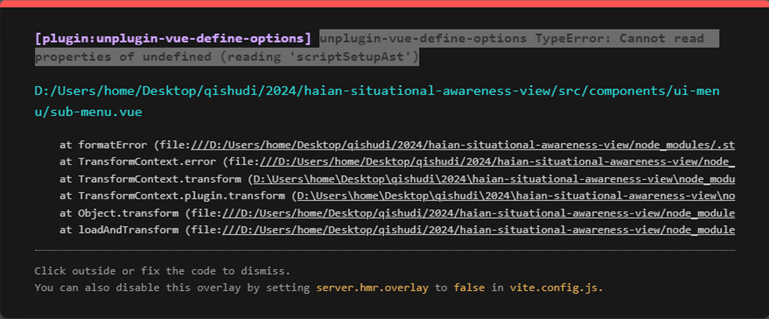 [plugin:unplugin-vue-define-options] unplugin-vue-define-options TypeError: Cannot read
properties of undefined (reading 'scriptSetupAst')
D:/Users/home/Desktop/qishudi/2024/haian-situational-awareness-view/src/components/ui-men
u/sub-menu.vue
at formatError (file:///D:/Users/home/Desktop/qishudi/2024/haian-situational-awareness-view/node_modules/.st
at TransformContext.error (file:///D:/Users/home/Desktop/qishudi/2024/haian-situational-awareness-view/node_
at TransformContext.transform (D:\Users\home\Desktop\qishudi\2024\haian-situational-awareness-view\node_modu
at TransformContext.plugin.transform (D:\Users\home\Desktop\qishudi\2024\haian-situational-awareness-view\no
at Object.transform (file:///D:/Users/home/Desktop/qishudi/2024/haian-situational-awareness-view/node_module
at loadAndTransform (file:///D:/Users/home/Desktop/qishudi/2024/haian-situational-awareness-view/node_module
Click outside or fix the code to dismiss.
You can also disable this overlay by setting server.hmr.overlay to false in vite.config.js.